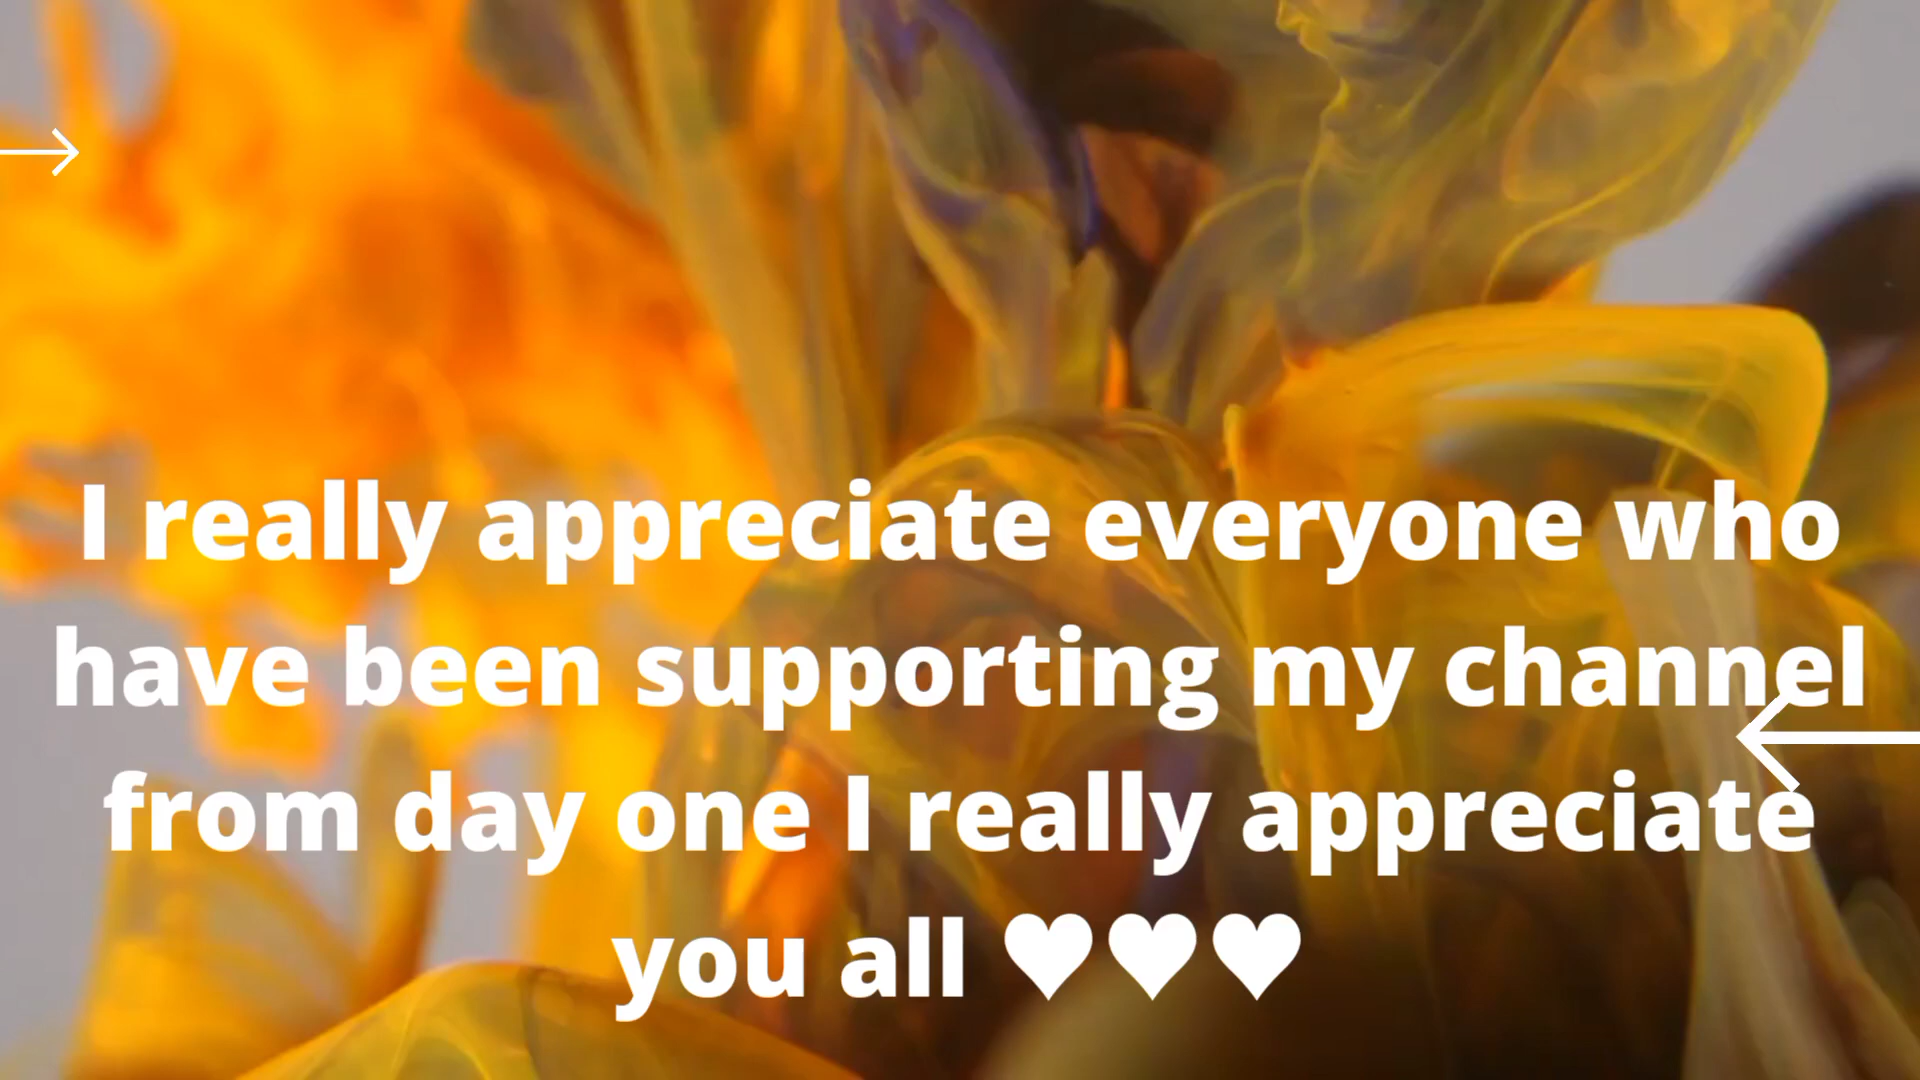 I really appreciate everyone who
have been supporting my channel
from day one I really appreciate
you all ♥♥♥